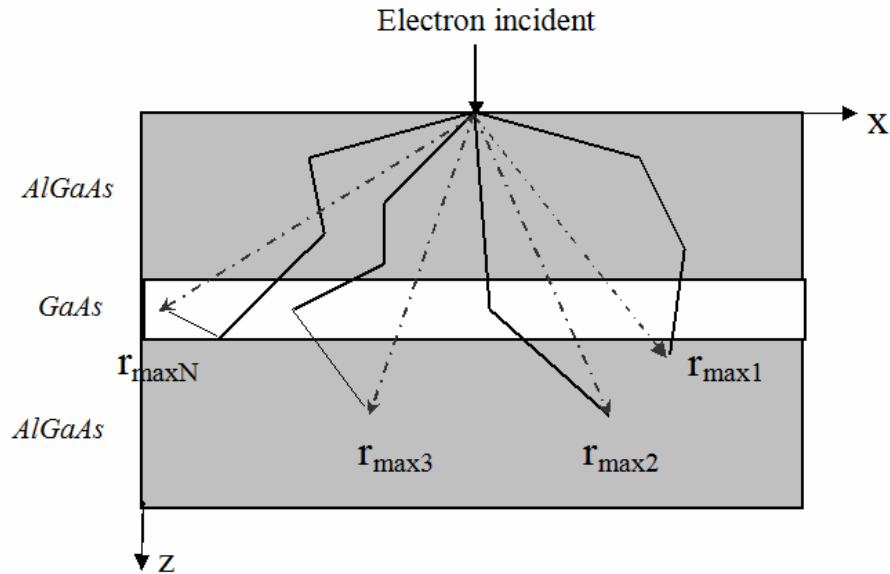 Electron incident
x
AlGaAs
GaAs
r_maxN
r_max1
AlGaAs
r_max3
r_max2
z